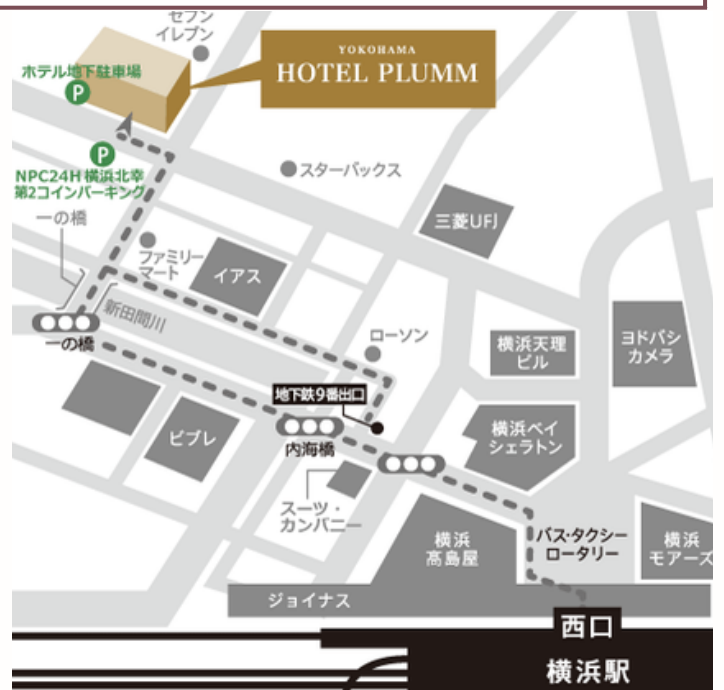 セブン
イレブン
YOKOHAMA
HOTEL PLUMM
ホテル地下駐車場
P
P
NPC24H 横浜北幸
第2コインパーキング
スターバックス
一の橋
三菱UFJ
ファミリー
マート
イアス
新田間川
一の橋
ローソン
横浜天理
ビル
ヨドバシ
カメラ
地下鉄9番出口
ビブレ
内海橋
横浜ベイ
シェラトン
スーツ・
カンパニー
横浜
髙島屋
バス・タクシー
ロータリー
横浜
モアーズ
ジョイナス
西口
横浜駅